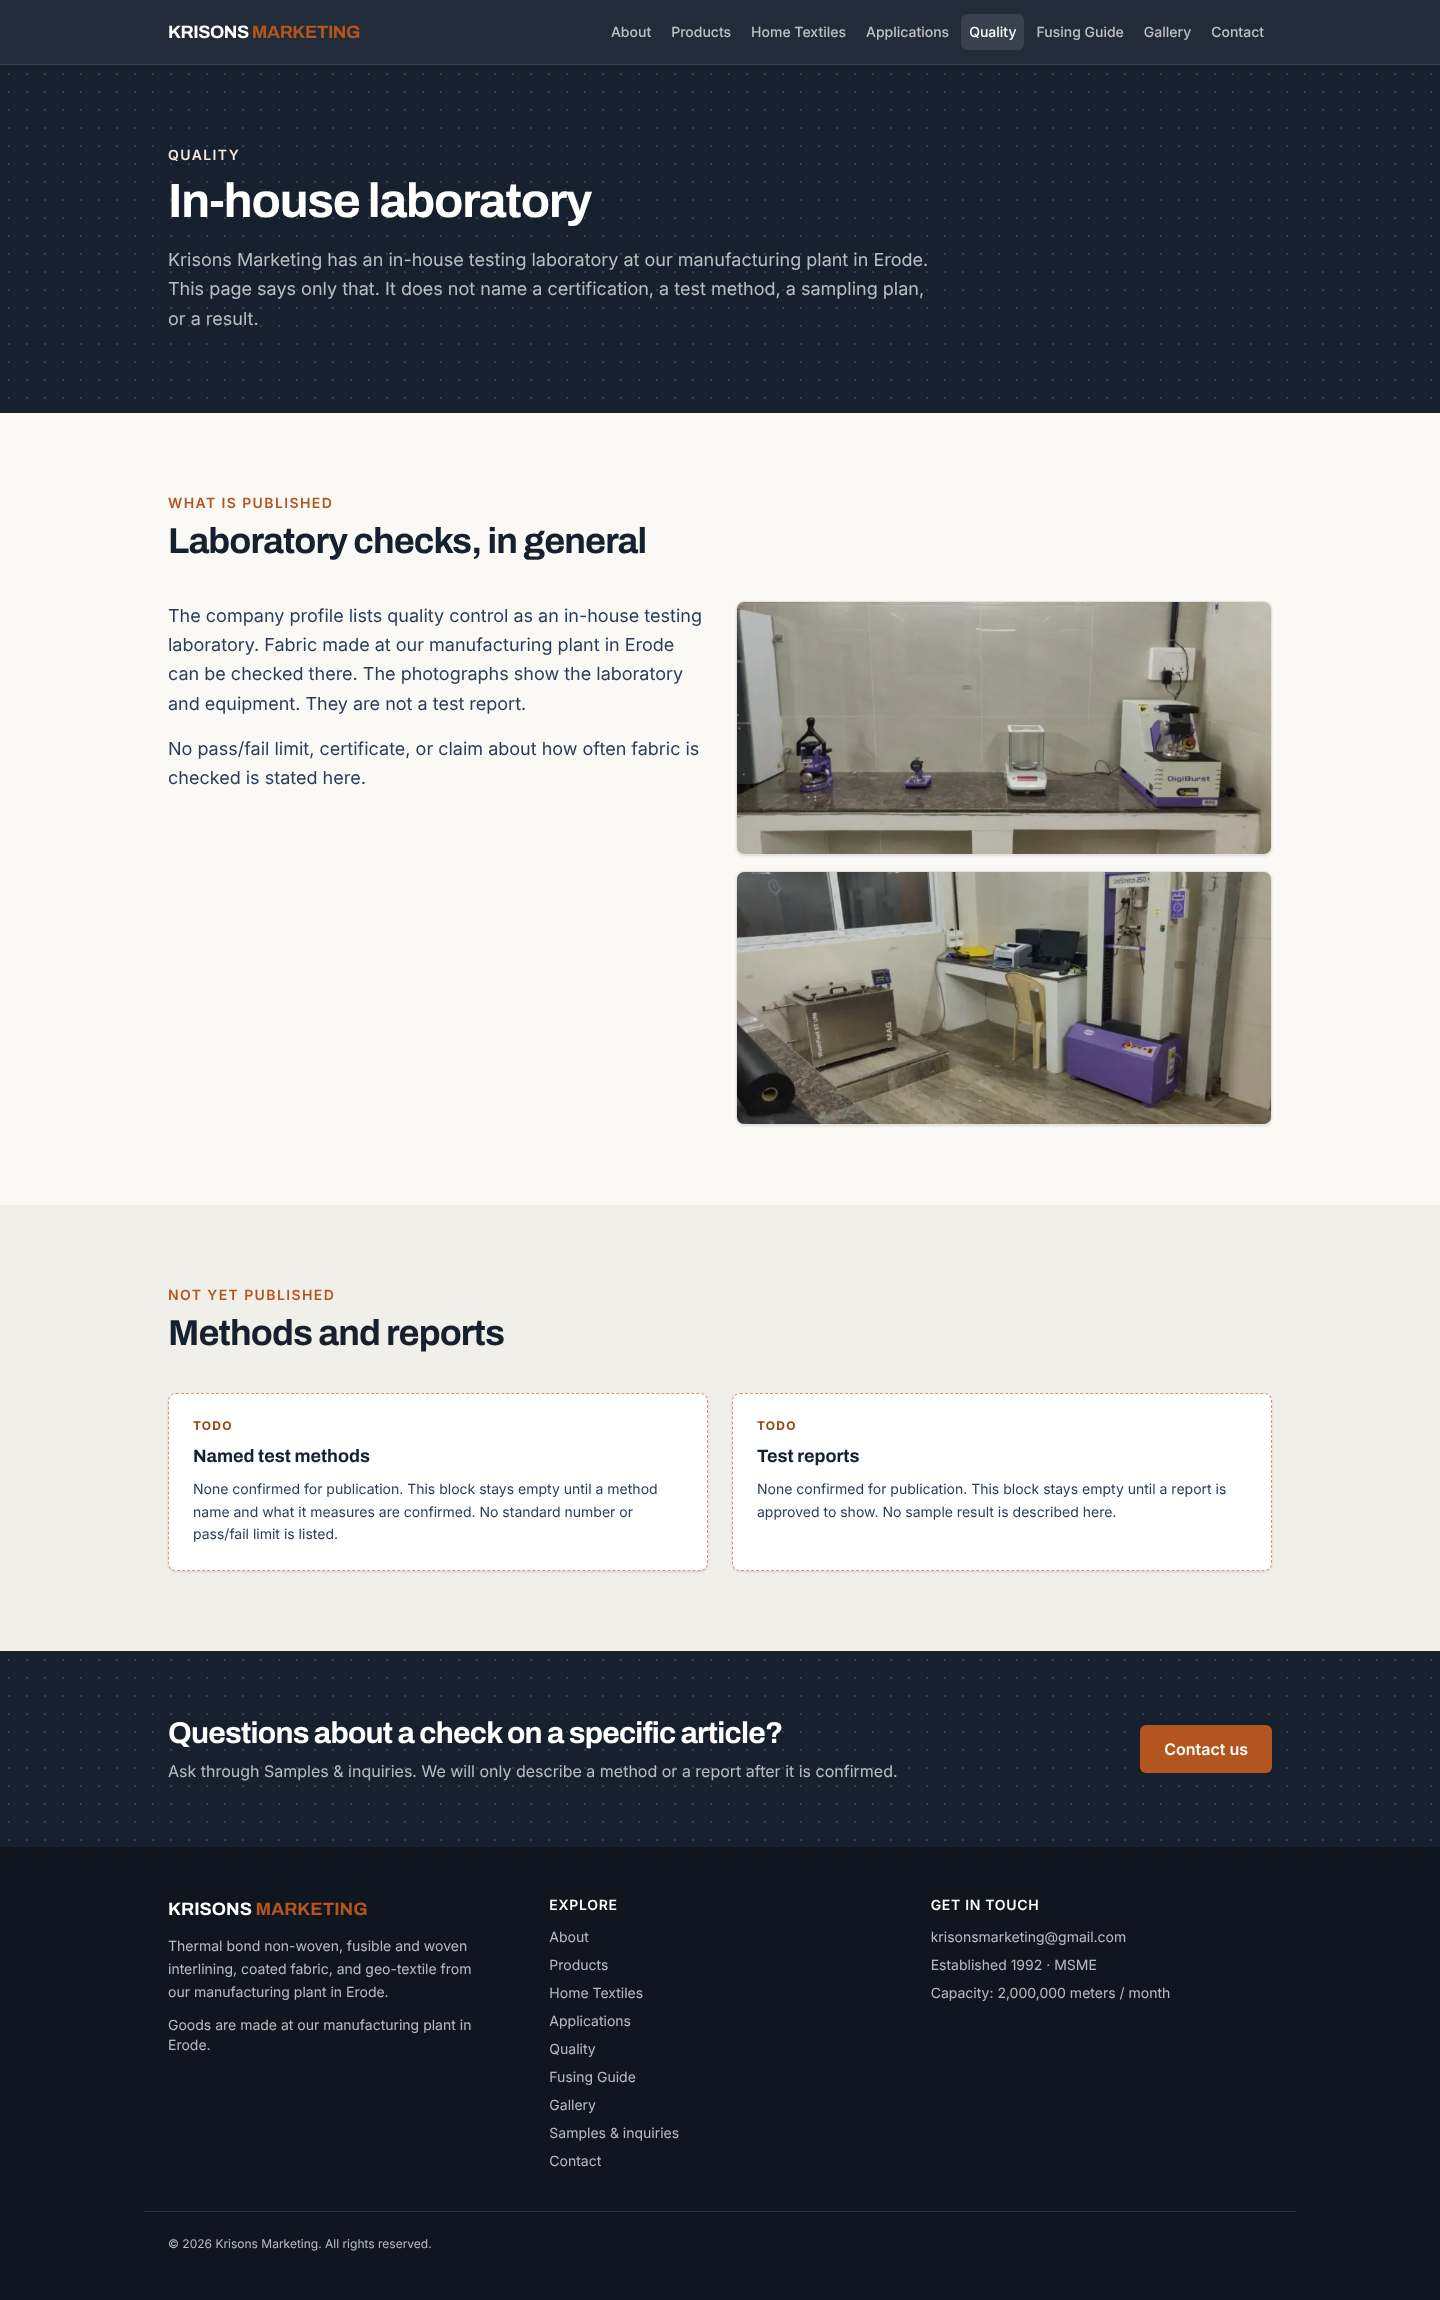 KRISONS MARKETING
About Products Home Textiles Applications Quality Fusing Guide Gallery Contact
QUALITY
In-house laboratory
Krisons Marketing has an in-house testing laboratory at our manufacturing plant in Erode.
This page says only that. It does not name a certification, a test method, a sampling plan,
or a result.
WHAT IS PUBLISHED
Laboratory checks, in general
The company profile lists quality control as an in-house testing
laboratory. Fabric made at our manufacturing plant in Erode
can be checked there. The photographs show the laboratory
and equipment. They are not a test report.
No pass/fail limit, certificate, or claim about how often fabric is
checked is stated here.
DigiBurst
MAG
NOT YET PUBLISHED
Methods and reports
TODO
Named test methods
None confirmed for publication. This block stays empty until a method
name and what it measures are confirmed. No standard number or
pass/fail limit is listed.
TODO
Test reports
None confirmed for publication. This block stays empty until a report is
approved to show. No sample result is described here.
Questions about a check on a specific article?
Ask through Samples & inquiries. We will only describe a method or a report after it is confirmed.
Contact us
KRISONS MARKETING
Thermal bond non-woven, fusible and woven
interlining, coated fabric, and geo-textile from
our manufacturing plant in Erode.
Goods are made at our manufacturing plant in
Erode.
EXPLORE
About
Products
Home Textiles
Applications
Quality
Fusing Guide
Gallery
Samples & inquiries
Contact
GET IN TOUCH
krisonsmarketing@gmail.com
Established 1992 · MSME
Capacity: 2,000,000 meters / month
© 2026 Krisons Marketing. All rights reserved.